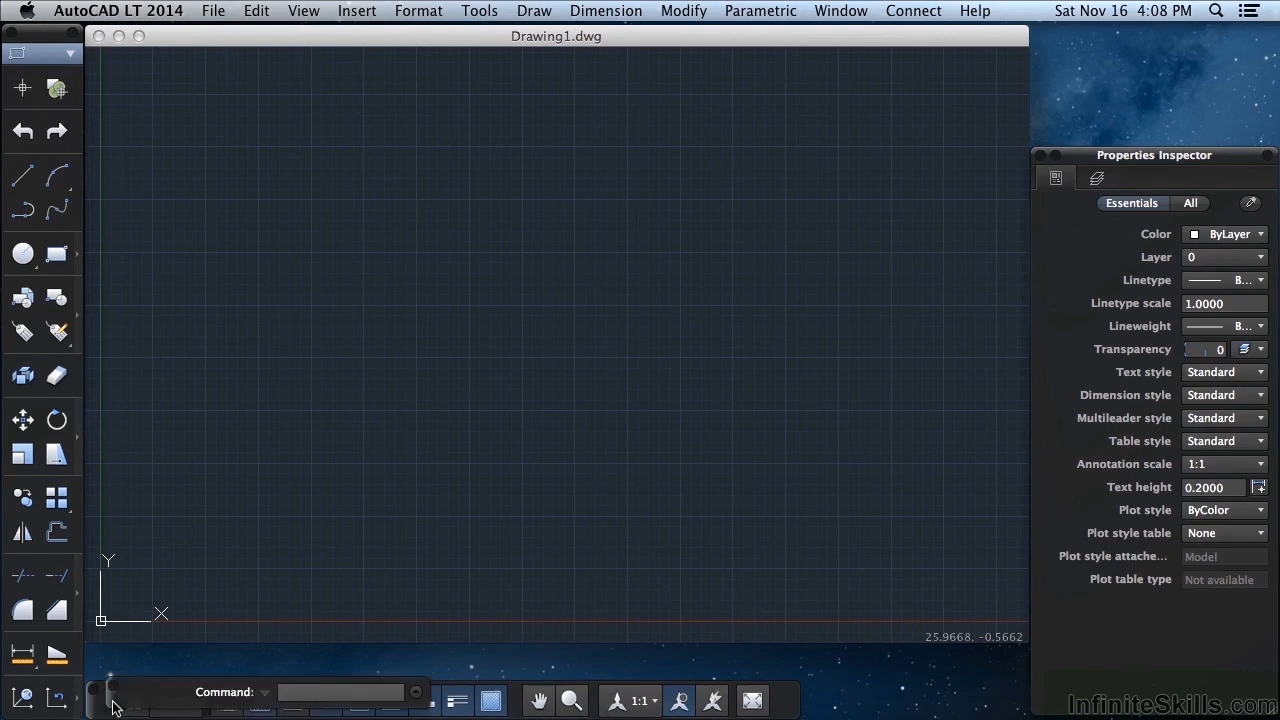 AutoCAD LT 2014 File Edit View Insert Format Tools Draw Dimension Modify Parametric Window Connect Help Sat Nov 16 4:08 PM
Drawing1.dwg
Properties Inspector
Essentials All
Color ByLayer
Layer 0
Linetype B...
Linetype scale 1.0000
Lineweight B...
Transparency 0
Text style Standard
Dimension style Standard
Multileader style Standard
Table style Standard
Annotation scale 1:1
Text height 0.2000
Plot style ByColor
Plot style table None
Plot style attache... Model
Plot table type Not available
Y
X
25.9668, -0.5662
Command:
1:1
InfiniteSkills.com